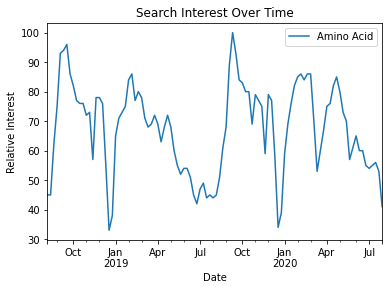 Search Interest Over Time
Amino Acid
Relative Interest
100
90
80
70
60
50
40
30
Oct Jan Apr Jul Oct Jan Apr Jul
2019 2020
Date